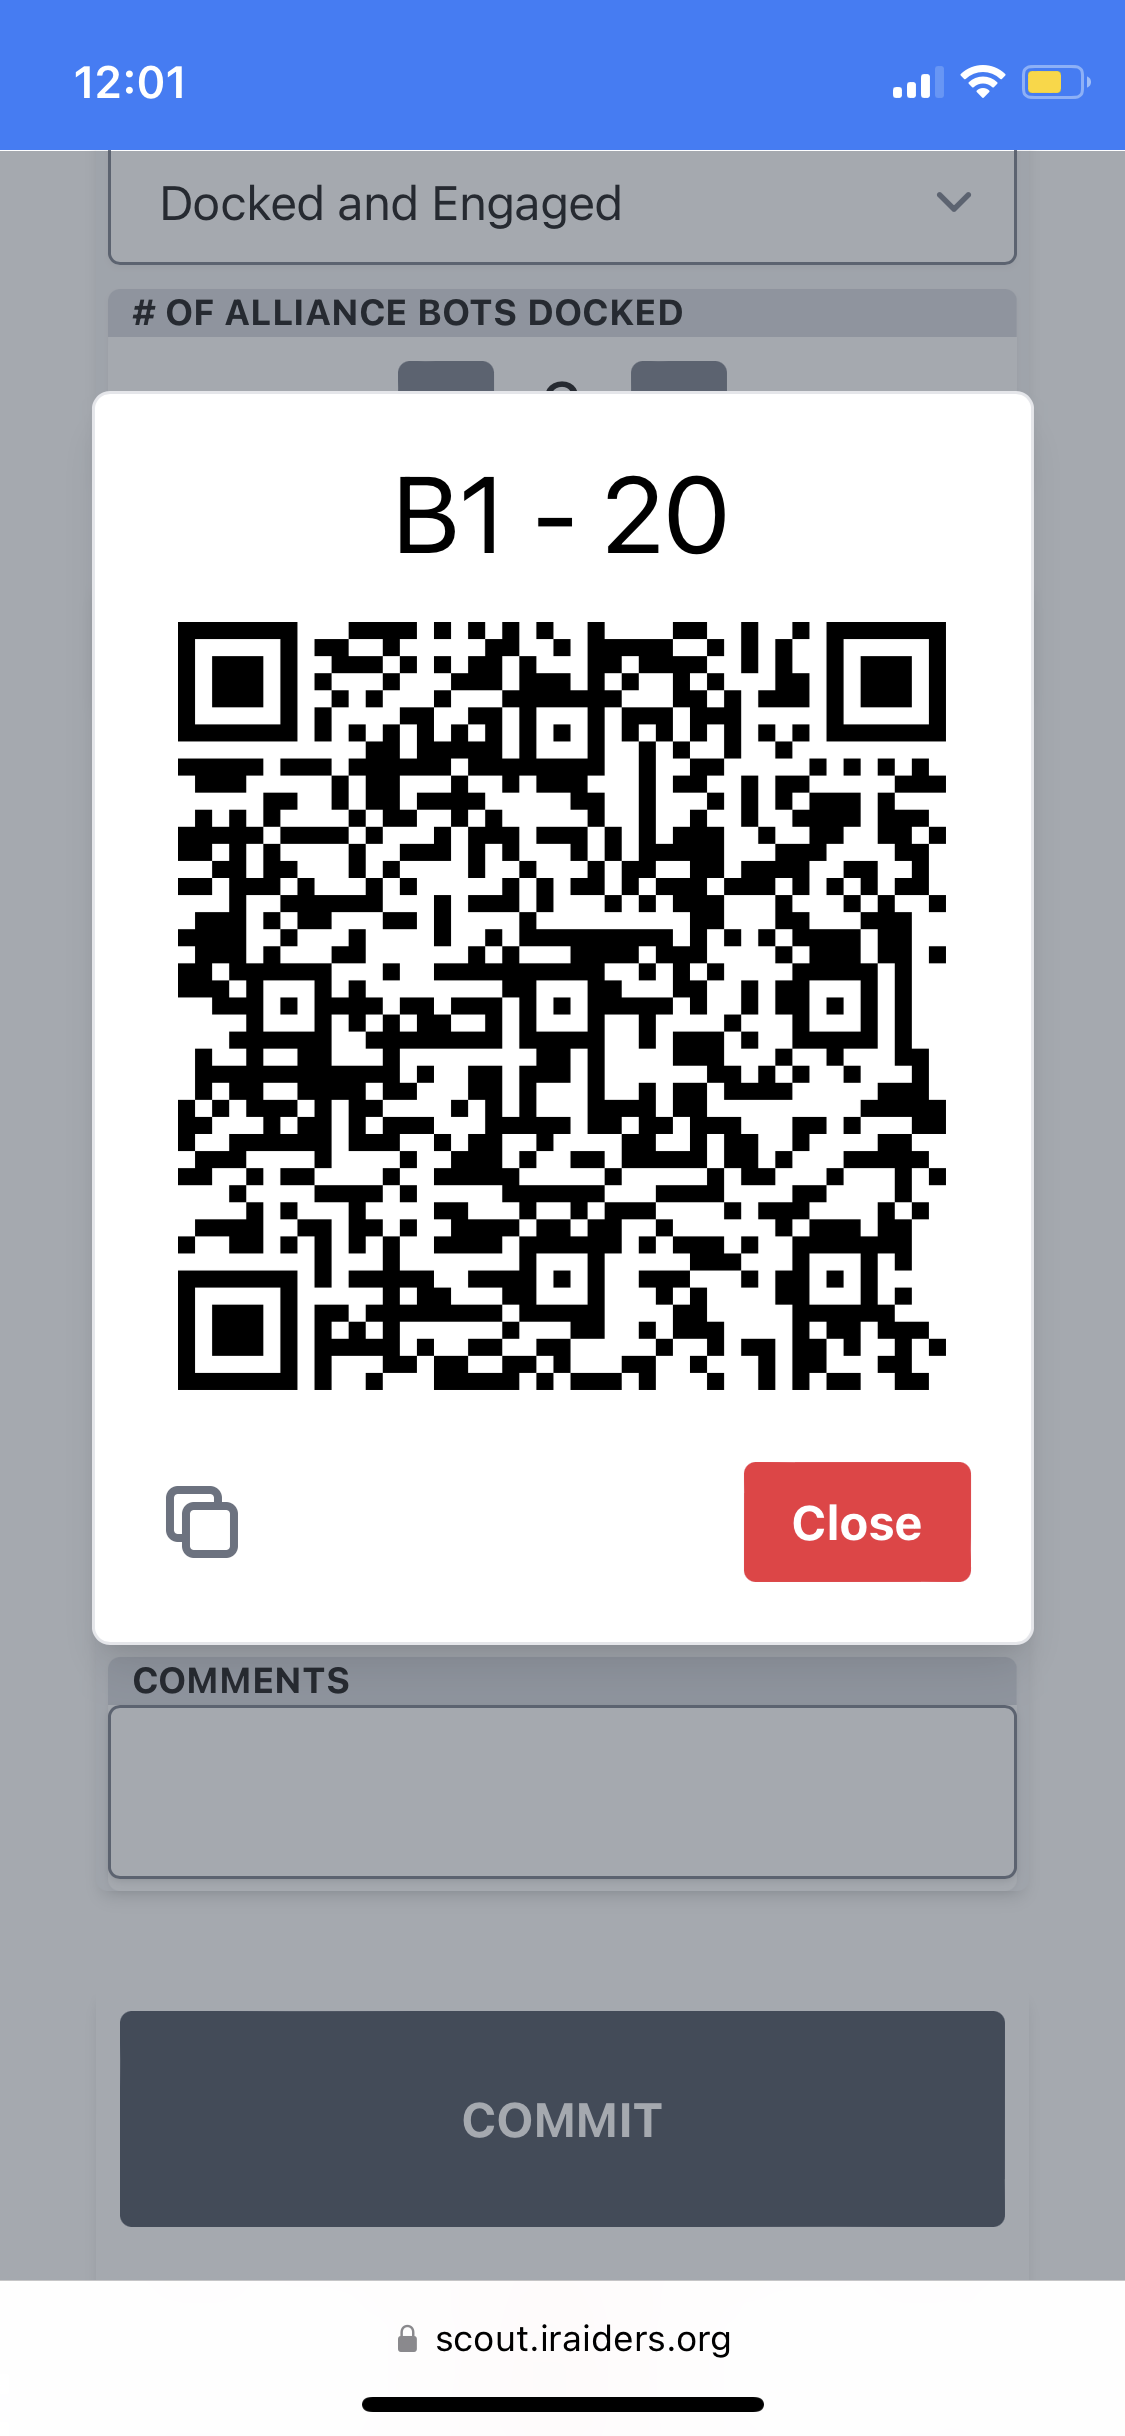 12:01
Docked and Engaged
# OF ALLIANCE BOTS DOCKED
B1 - 20
Close
COMMENTS
COMMIT
scout.iraiders.org